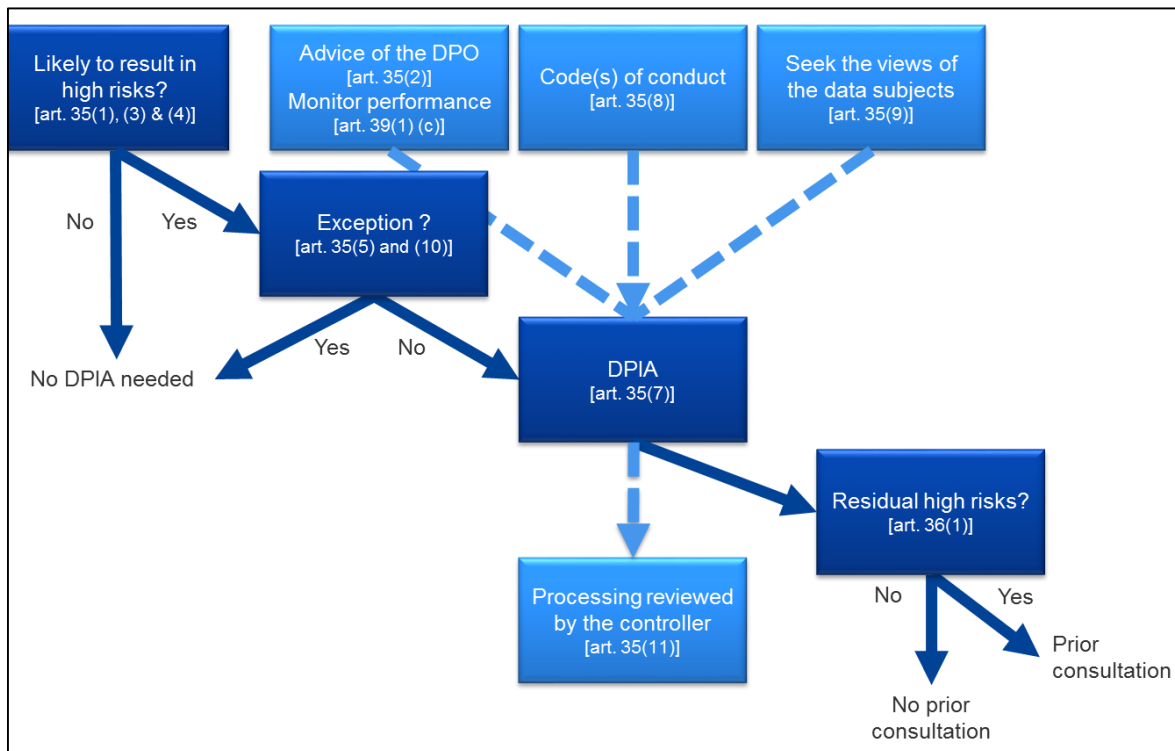 Likely to result in
high risks?
[art. 35(1), (3) & (4)]
Advice of the DPO
[art. 35(2)]
Monitor performance
[art. 39(1) (c)]
Code(s) of conduct
[art. 35(8)]
Seek the views of
the data subjects
[art. 35(9)]
No
Yes
Exception ?
[art. 35(5) and (10)]
Yes
No
No DPIA needed
DPIA
[art. 35(7)]
Residual high risks?
[art. 36(1)]
Processing reviewed
by the controller
[art. 35(11)]
No
Yes
Prior
consultation
No prior
consultation